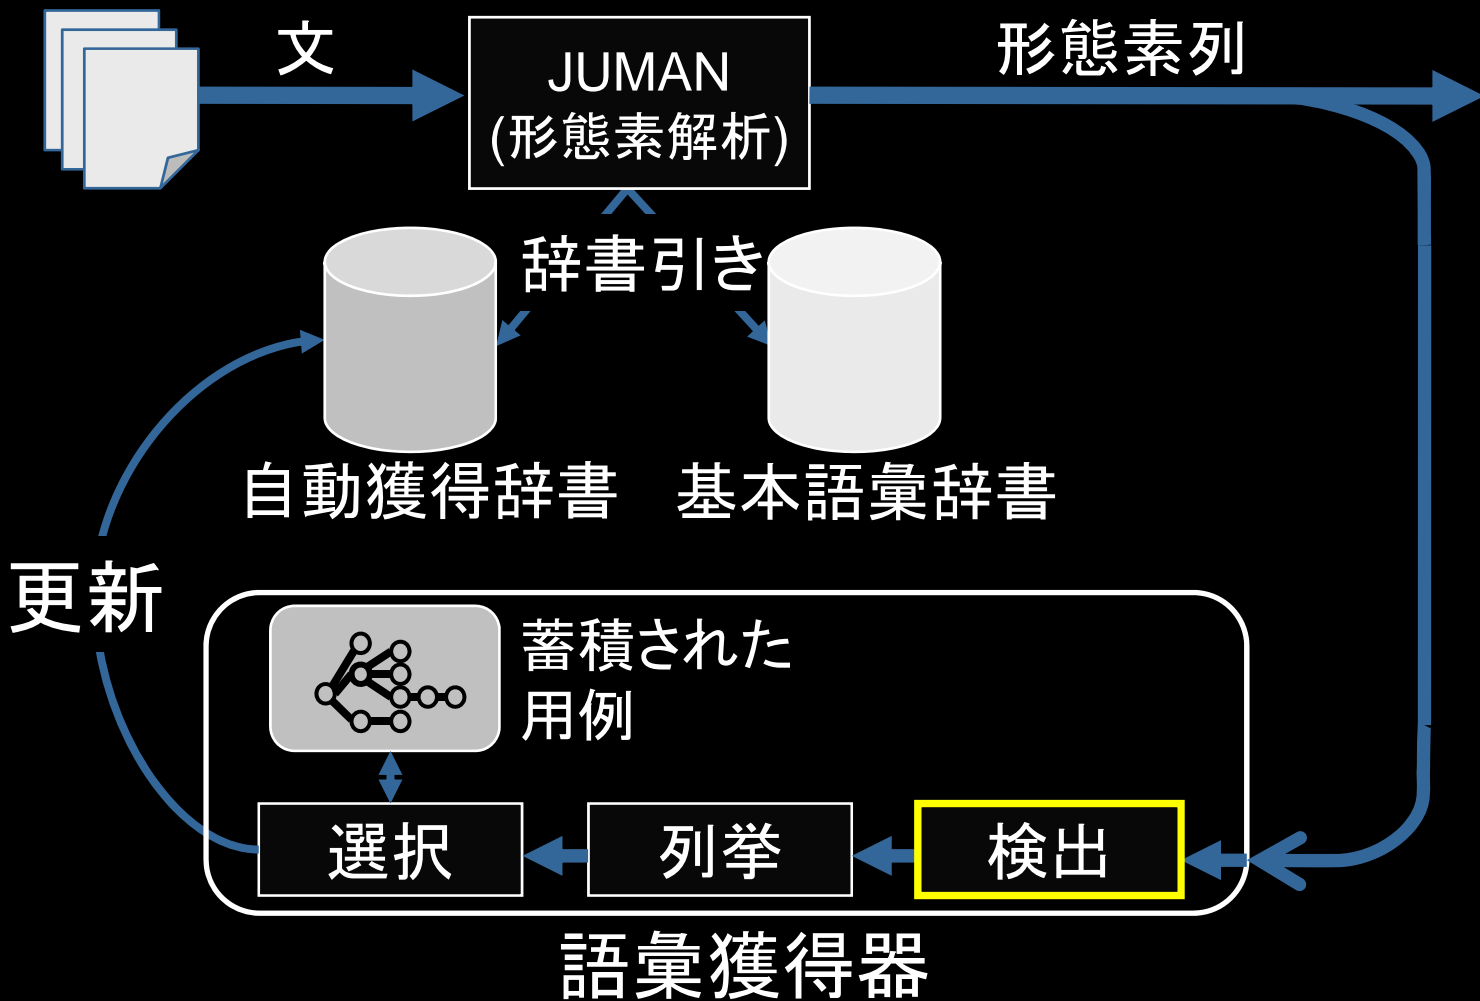 文
JUMAN
(形態素解析)
形態素列
辞書引き
自動獲得辞書
基本語彙辞書
更新
蓄積された
用例
選択
列挙
検出
語彙獲得器